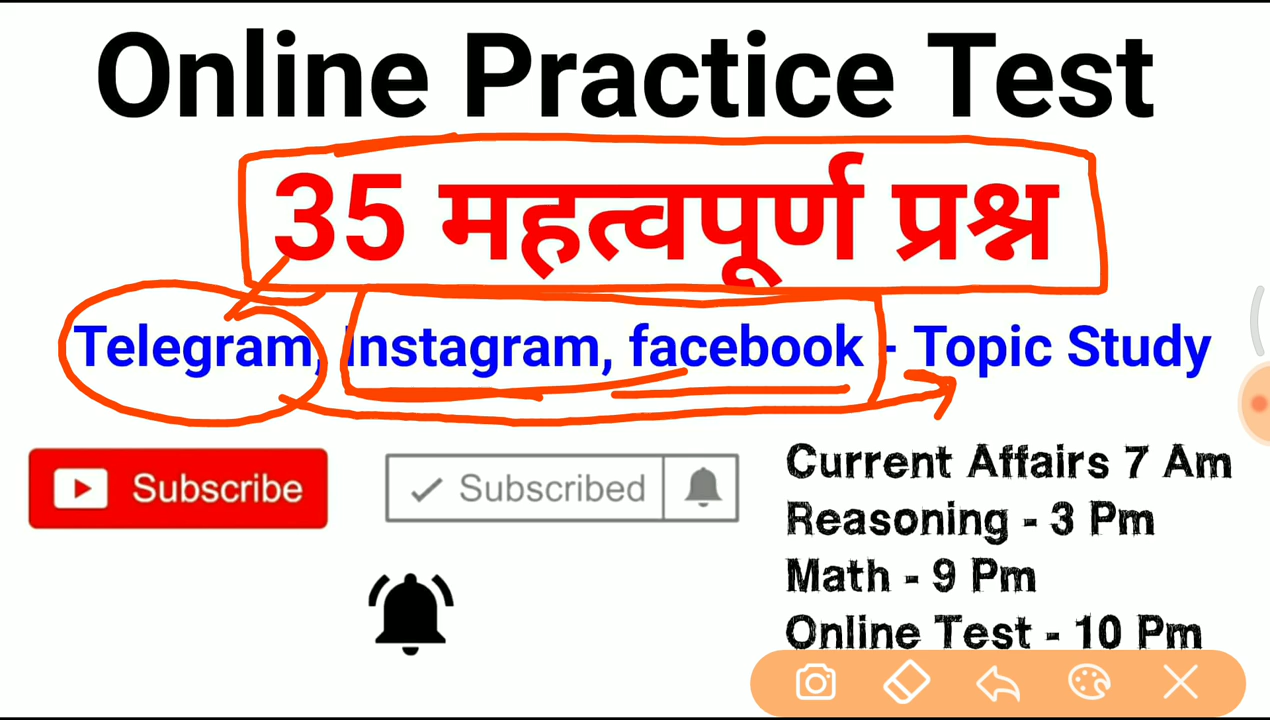 Online Practice Test
35 महत्वपूर्ण प्रश्न
Telegram, Instagram, facebook - Topic Study
Subscribe
Subscribed
Current Affairs 7 Am
Reasoning - 3 Pm
Math - 9 Pm
Online Test - 10 Pm